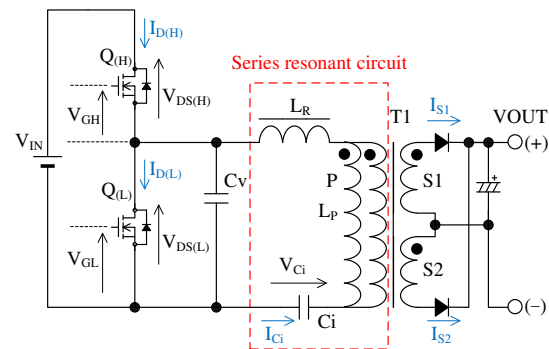 I_D(H)
Q_(H)
Series resonant circuit
V_GH
V_DS(H)
L_R
T1
I_S1
VOUT
(+)
V_IN
I_D(L)
Q_(L)
Cv
P
S1
+
L_P
V_GL
V_DS(L)
V_Ci
S2
I_Ci
Ci
I_S2
(−)